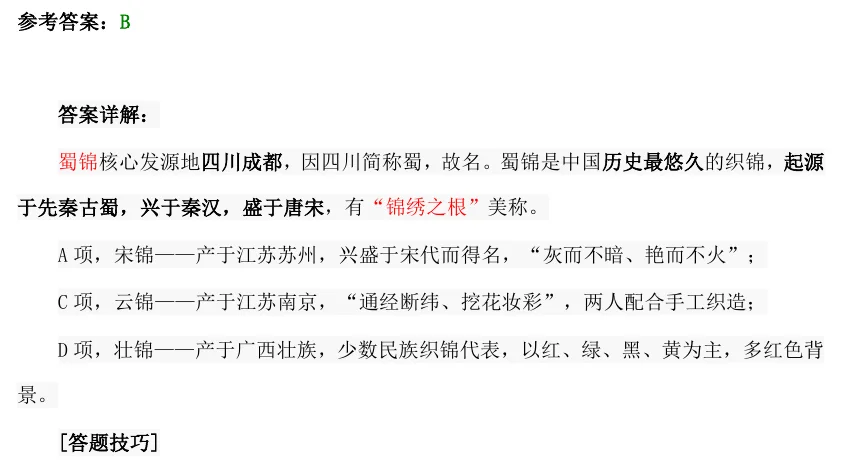 参考答案：B
答案详解：
蜀锦核心发源地四川成都，因四川简称蜀，故名。蜀锦是中国历史最悠久的织锦，起源
于先秦古蜀，兴于秦汉，盛于唐宋，有“锦绣之根”美称。
A 项，宋锦——产于江苏苏州，兴盛于宋代而得名，“灰而不暗、艳而不火”；
C 项，云锦——产于江苏南京，“通经断纬、挖花妆彩”，两人配合手工织造；
D 项，壮锦——产于广西壮族，少数民族织锦代表，以红、绿、黑、黄为主，多红色背
景。
[答题技巧]